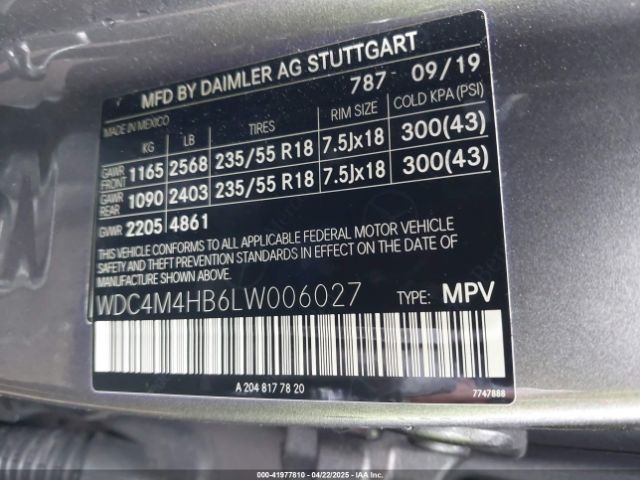 MFD BY DAIMLER AG STUTTGART
MADE IN MEXICO 787 09/19
KG LB TIRES RIM SIZE COLD KPA (PSI)
GAWR FRONT 1165 2568 235/55 R18 7.5Jx18 300(43)
GAWR REAR 1090 2403 235/55 R18 7.5Jx18 300(43)
GVWR 2205 4861
THIS VEHICLE CONFORMS TO ALL APPLICABLE FEDERAL MOTOR VEHICLE
SAFETY AND THEFT PREVENTION STANDARDS IN EFFECT ON THE DATE OF
MANUFACTURE SHOWN ABOVE.
WDC4M4HB6LW006027 TYPE: MPV
A 204 817 78 20 7747888
000-41977810 - 04/22/2025 - IAAI.COM